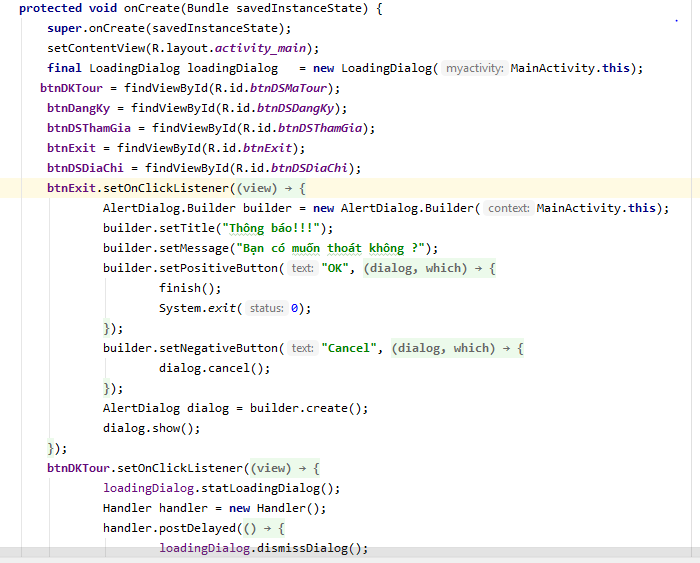 protected void onCreate(Bundle savedInstanceState) {
super.onCreate(savedInstanceState);
setContentView(R.layout.activity_main);
final LoadingDialog loadingDialog   = new LoadingDialog( myactivity: MainActivity.this);
btnDKTour = findViewById(R.id.btnDSMaTour);
btnDangKy = findViewById(R.id.btnDSDangKy);
btnDSThamGia = findViewById(R.id.btnDSThamGia);
btnExit = findViewById(R.id.btnExit);
btnDSDiaChi = findViewById(R.id.btnDSDiaChi);
btnExit.setOnClickListener((view) → {
AlertDialog.Builder builder = new AlertDialog.Builder( context: MainActivity.this);
builder.setTitle("Thông báo!!!");
builder.setMessage("Bạn có muốn thoát không ?");
builder.setPositiveButton( text: "OK", (dialog, which) → {
finish();
System.exit( status: 0);
});
builder.setNegativeButton( text: "Cancel", (dialog, which) → {
dialog.cancel();
});
AlertDialog dialog = builder.create();
dialog.show();
});
btnDKTour.setOnClickListener((view) → {
loadingDialog.statLoadingDialog();
Handler handler = new Handler();
handler.postDelayed(() → {
loadingDialog.dismissDialog();